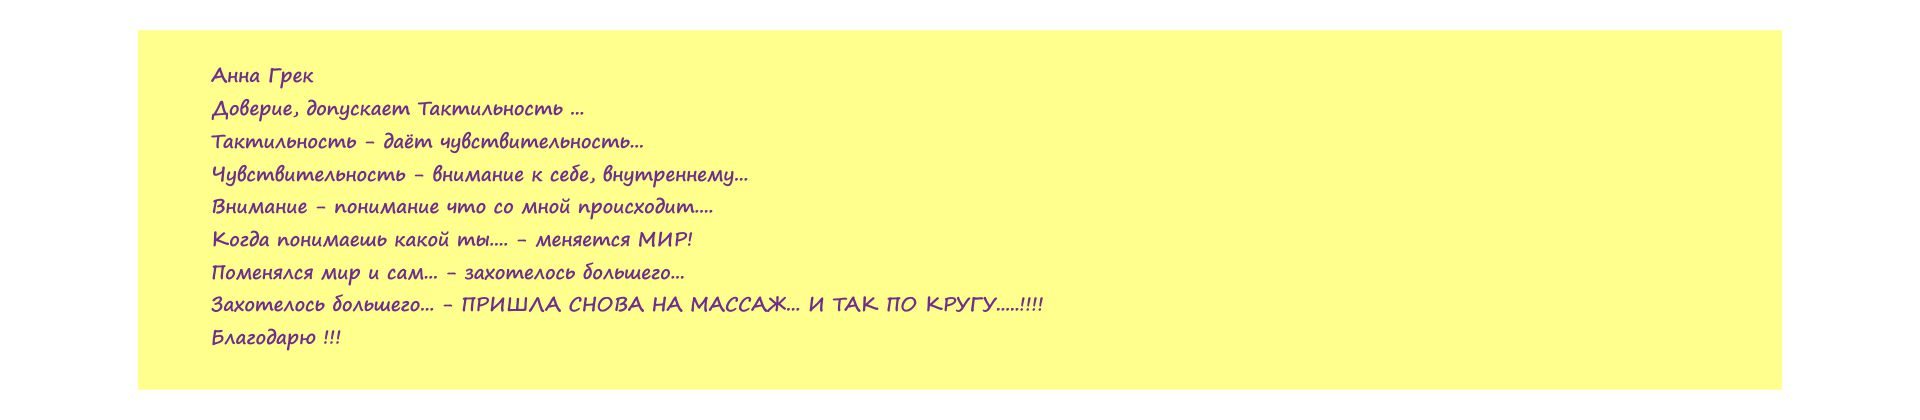 Анна Грек
Доверие, допускает Тактильность ...
Тактильность - даёт чувствительность...
Чувствительность - внимание к себе, внутреннему...
Внимание - понимание что со мной происходит....
Когда понимаешь какой ты.... - меняется МИР!
Поменялся мир и сам... - захотелось большего...
Захотелось большего... - ПРИШЛА СНОВА НА МАССАЖ... И ТАК ПО КРУГУ.....!!!!
Благодарю !!!